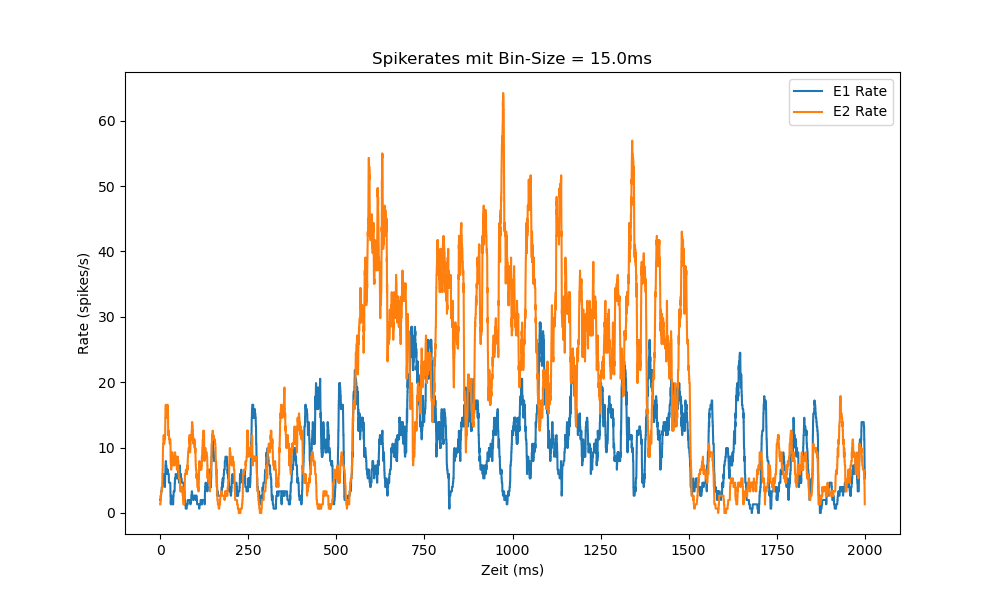 Spikerates mit Bin-Size = 15.0ms
E1 Rate
E2 Rate
60
50
40
30
20
10
0
Rate (spikes/s)
0 250 500 750 1000 1250 1500 1750 2000
Zeit (ms)